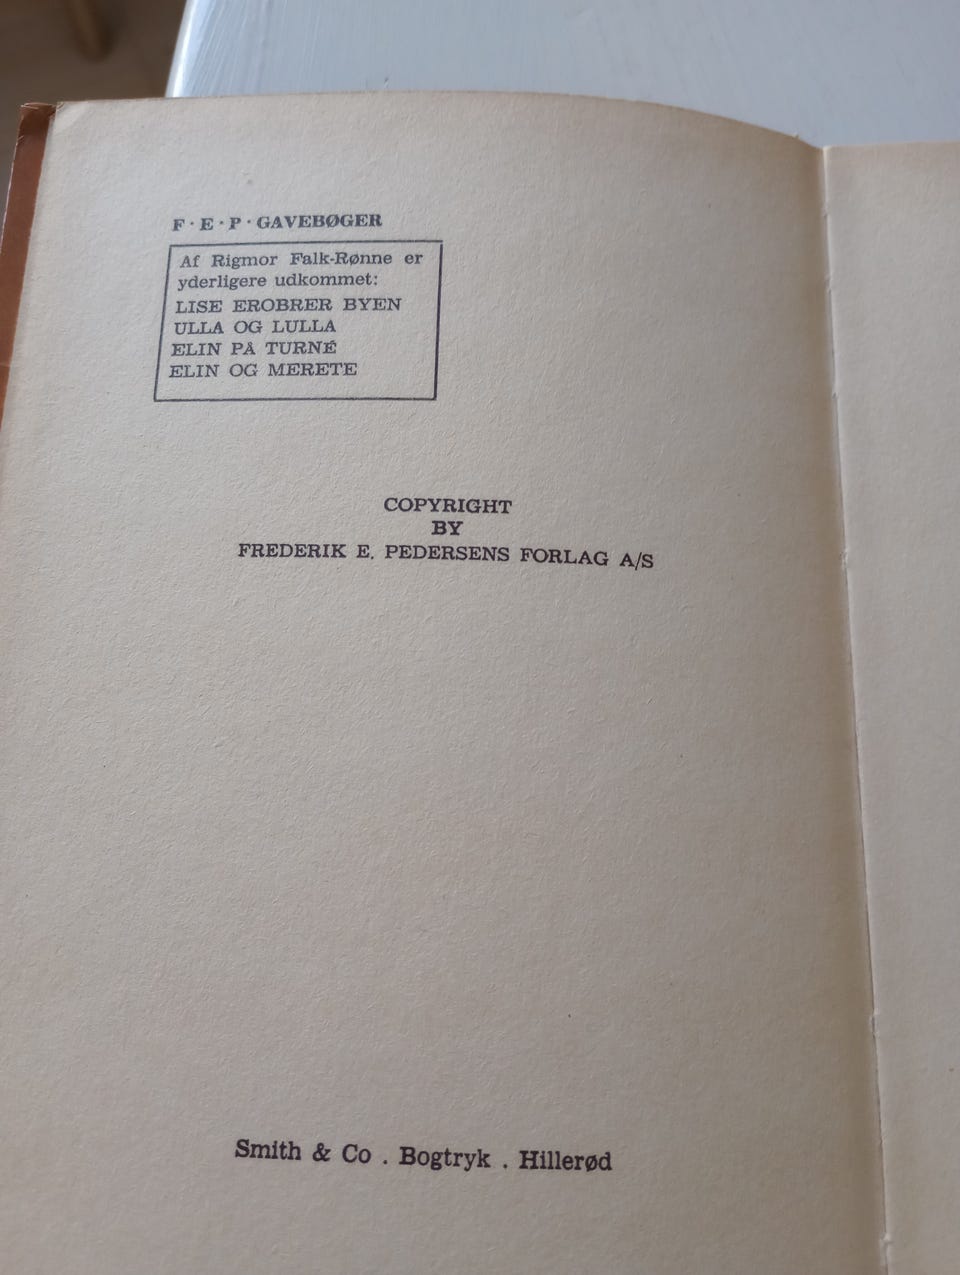 F · E · P · GAVEBØGER
Af Rigmor Falk-Rønne er
yderligere udkommet:
LISE EROBRER BYEN
ULLA OG LULLA
ELIN PÅ TURNÉ
ELIN OG MERETE
COPYRIGHT
BY
FREDERIK E. PEDERSENS FORLAG A/S
Smith & Co . Bogtryk . Hillerød